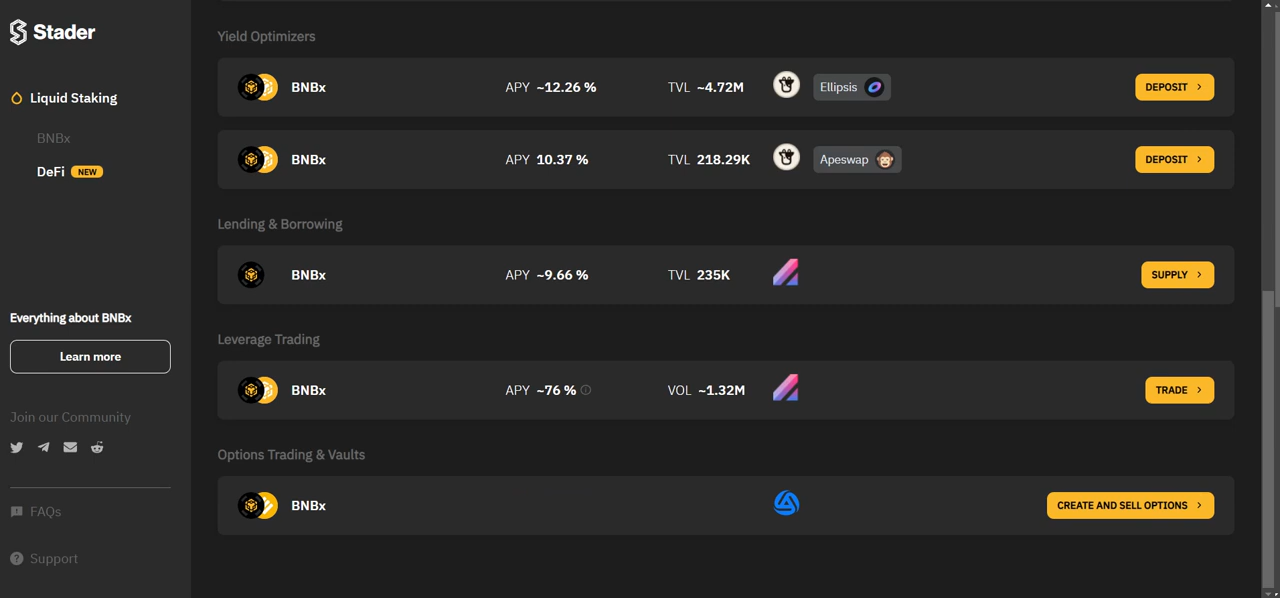 Stader
Liquid Staking
BNBx
DeFi NEW
Everything about BNBx
Learn more
Join our Community
FAQs
Support
Yield Optimizers
BNBx APY ~12.26 % TVL ~4.72M Ellipsis DEPOSIT >
BNBx APY 10.37 % TVL 218.29K Apeswap DEPOSIT >
Lending & Borrowing
BNBx APY ~9.66 % TVL 235K SUPPLY >
Leverage Trading
BNBx APY ~76 % VOL ~1.32M TRADE >
Options Trading & Vaults
BNBx CREATE AND SELL OPTIONS >